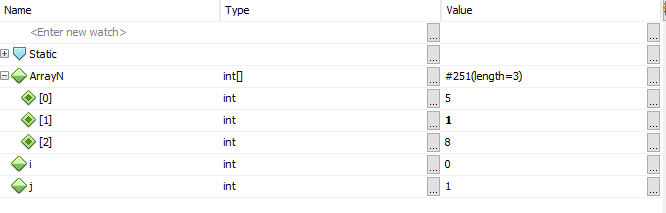 Name Type Value
<Enter new watch> ...
Static ...
ArrayN int[] #251(length=3) ...
[0] int 5 ...
[1] int 1 ...
[2] int 8 ...
i int 0 ...
j int 1 ...